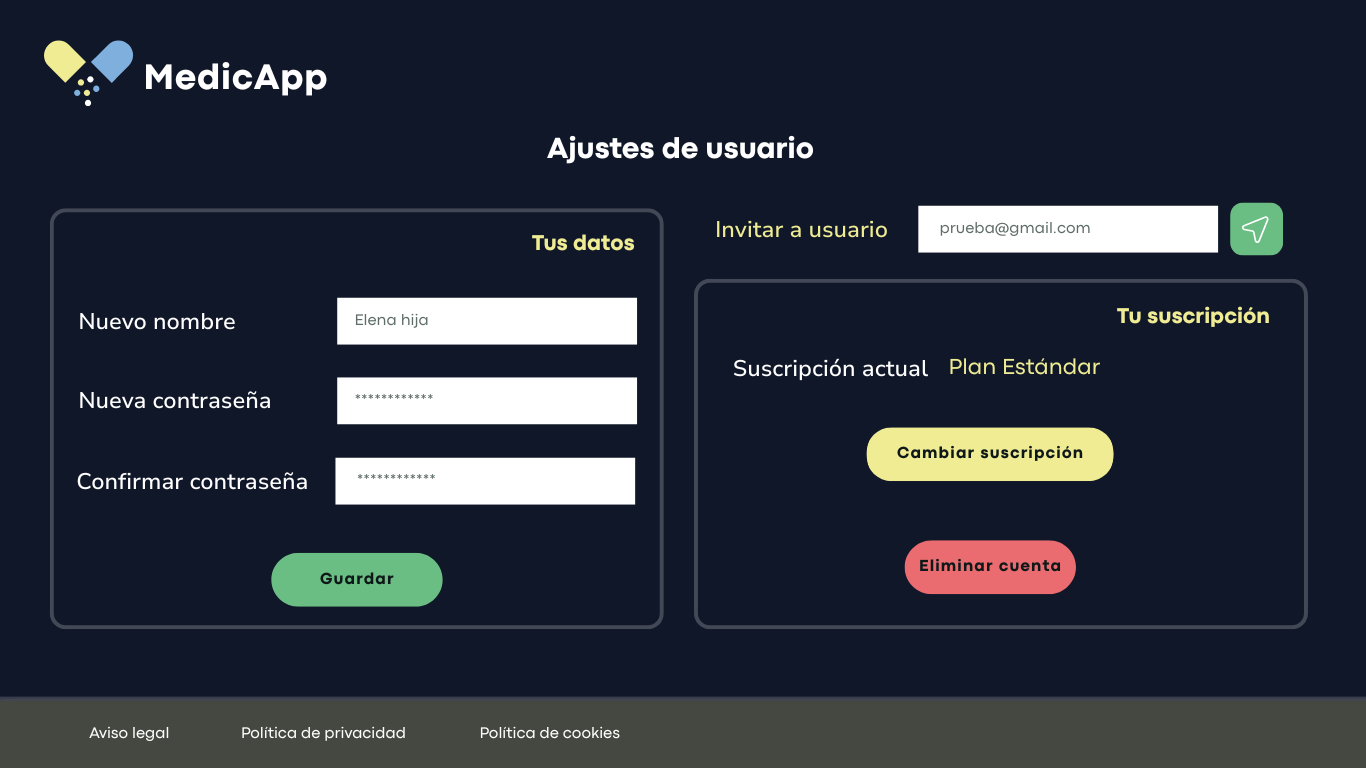 MedicApp
Ajustes de usuario
Tus datos
Nuevo nombre
Elena hija
Nueva contraseña
************
Confirmar contraseña
************
Guardar
Invitar a usuario
prueba@gmail.com
Tu suscripción
Suscripción actual Plan Estándar
Cambiar suscripción
Eliminar cuenta
Aviso legal
Política de privacidad
Política de cookies